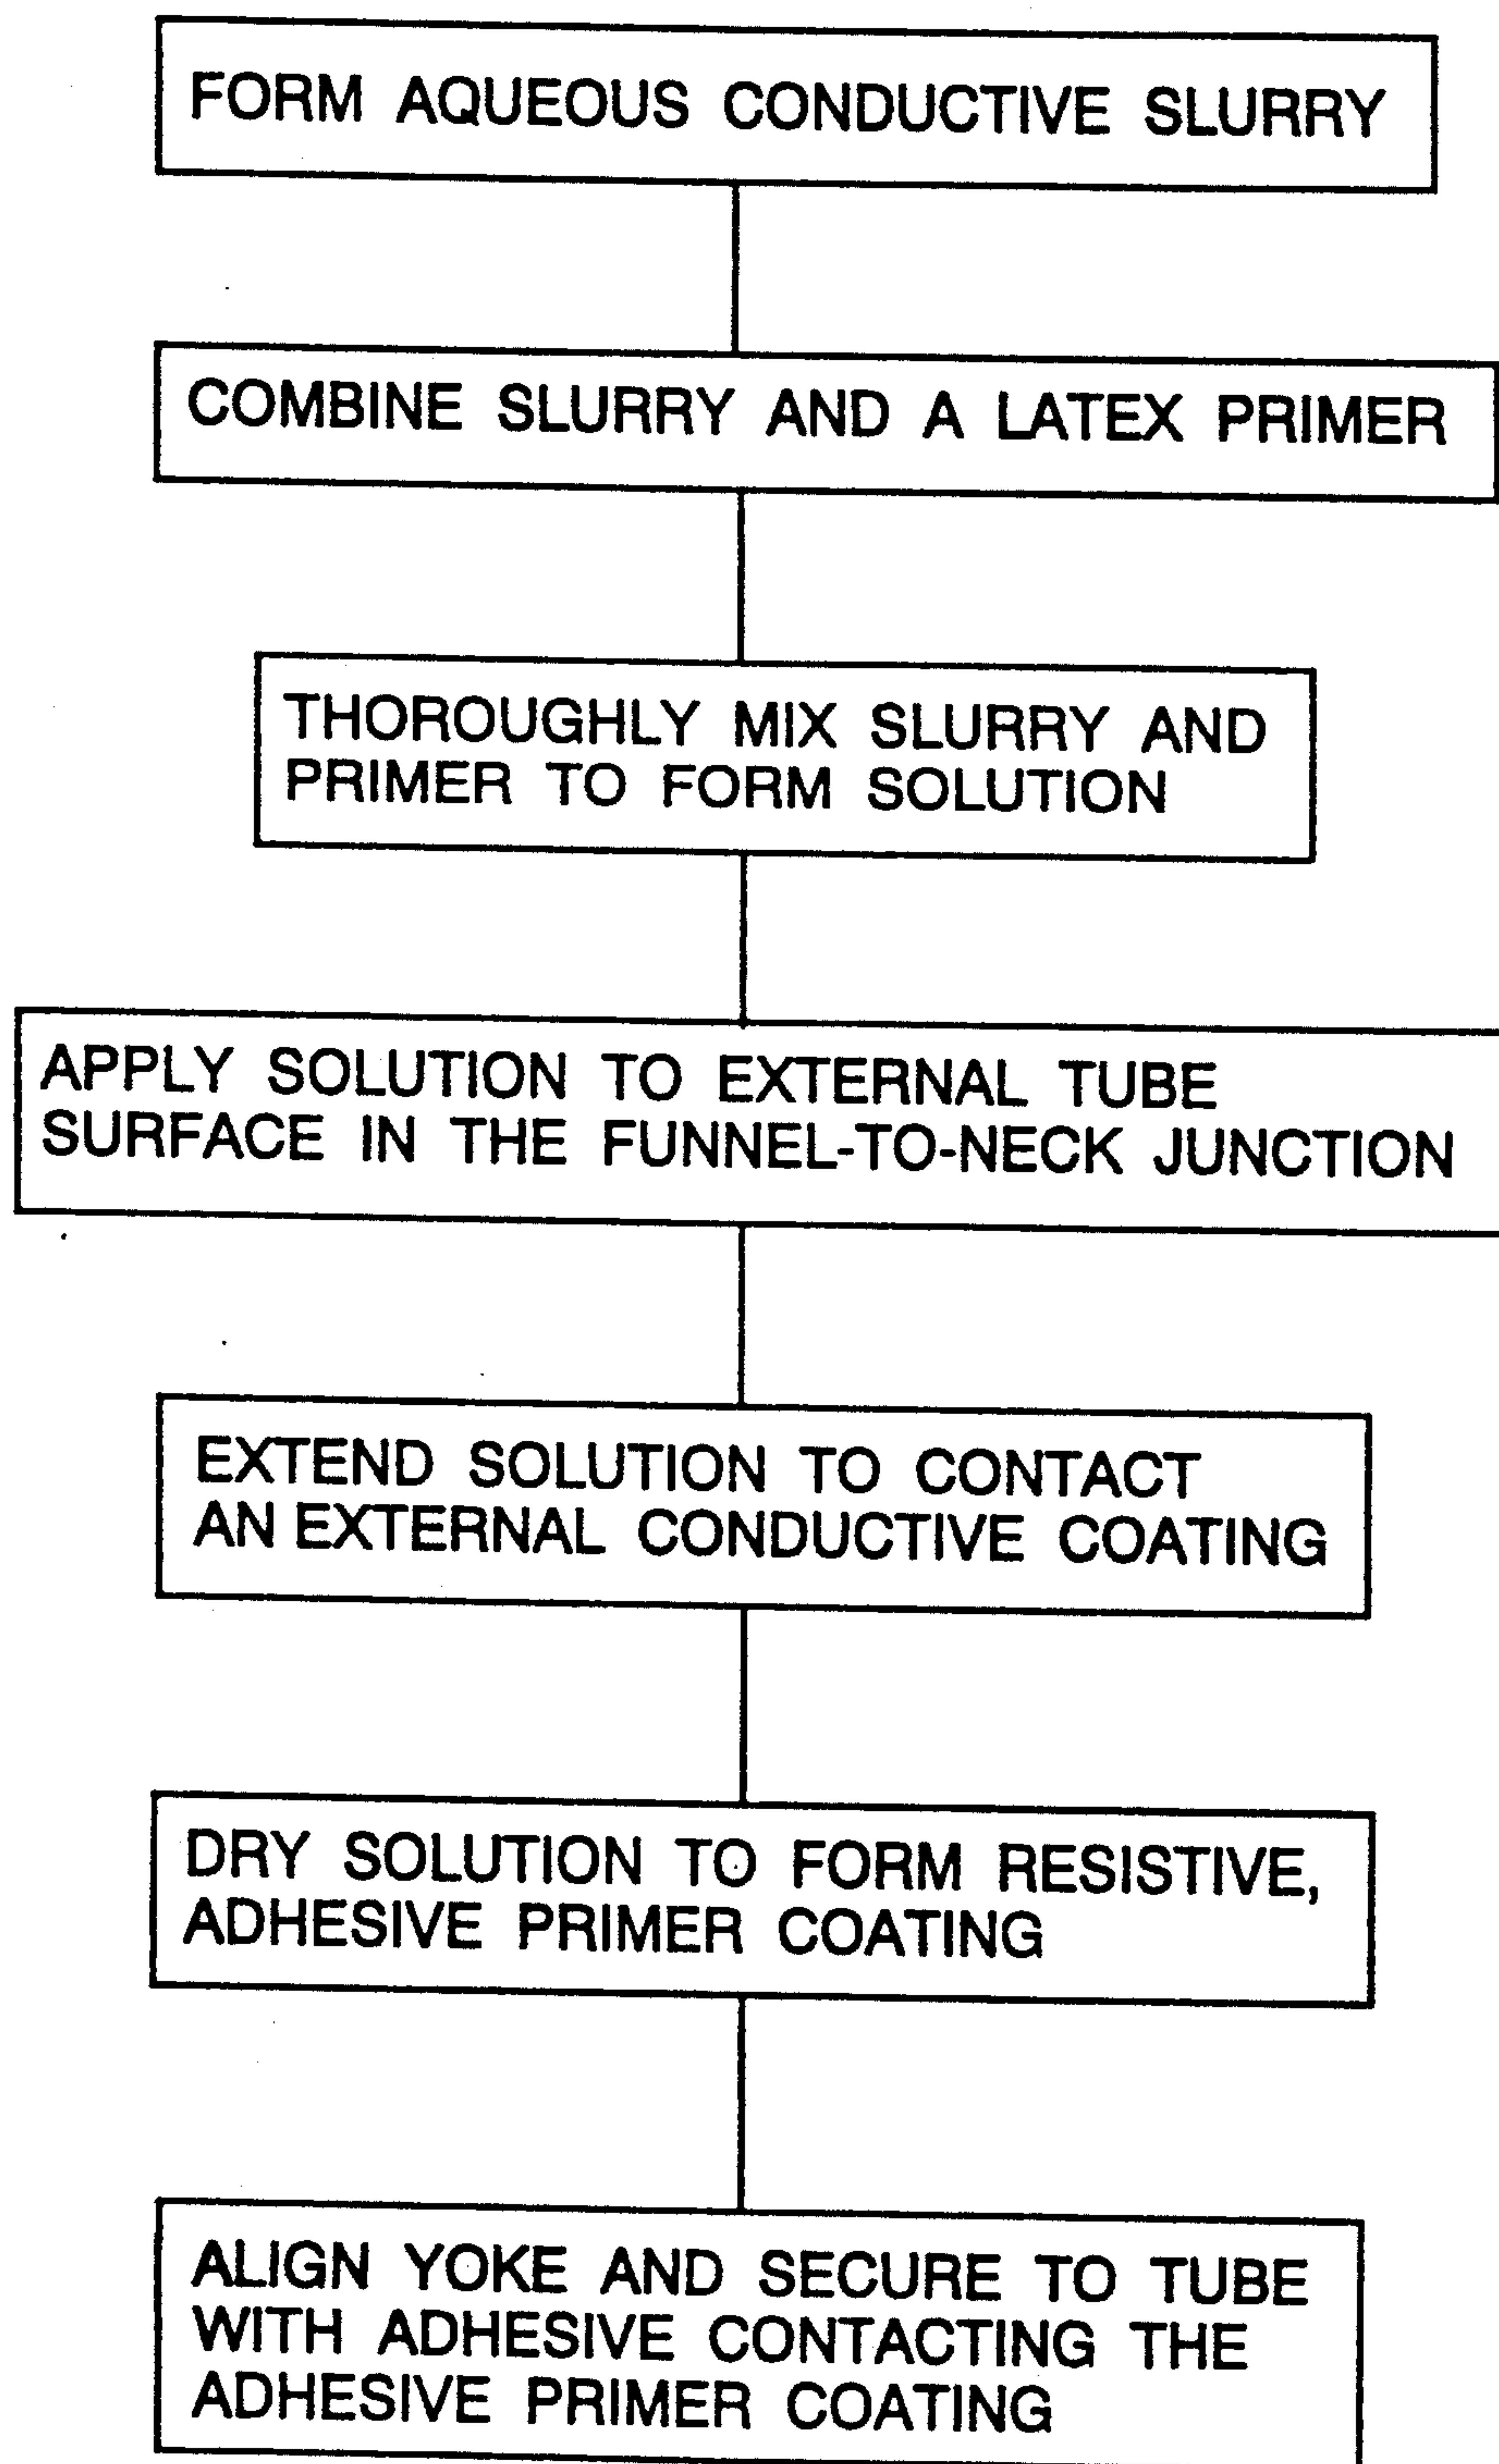 FORM AQUEOUS CONDUCTIVE SLURRY
COMBINE SLURRY AND A LATEX PRIMER
THOROUGHLY MIX SLURRY AND
PRIMER TO FORM SOLUTION
APPLY SOLUTION TO EXTERNAL TUBE
SURFACE IN THE FUNNEL-TO-NECK JUNCTION
EXTEND SOLUTION TO CONTACT
AN EXTERNAL CONDUCTIVE COATING
DRY SOLUTION TO FORM RESISTIVE,
ADHESIVE PRIMER COATING
ALIGN YOKE AND SECURE TO TUBE
WITH ADHESIVE CONTACTING THE
ADHESIVE PRIMER COATING